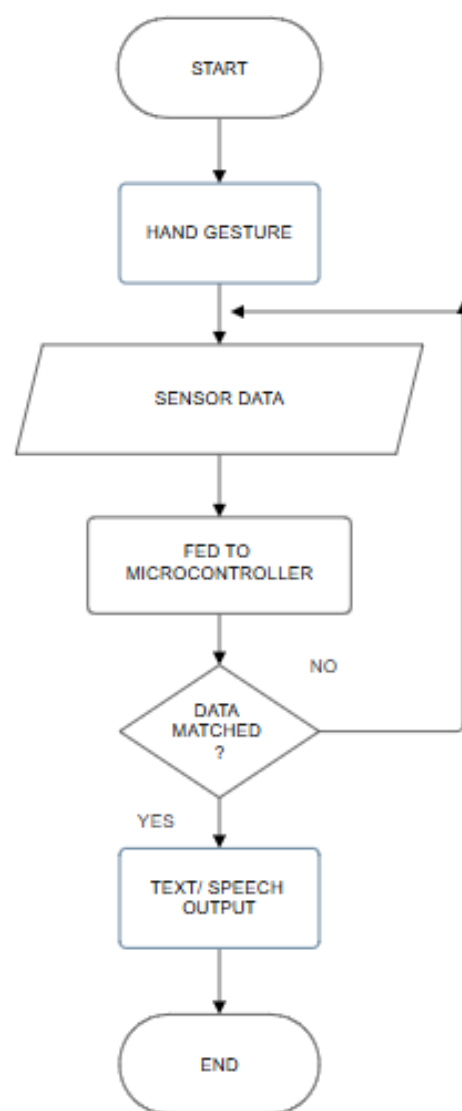 START
HAND GESTURE
SENSOR DATA
FED TO
MICROCONTROLLER
NO
DATA
MATCHED
?
YES
TEXT/ SPEECH
OUTPUT
END